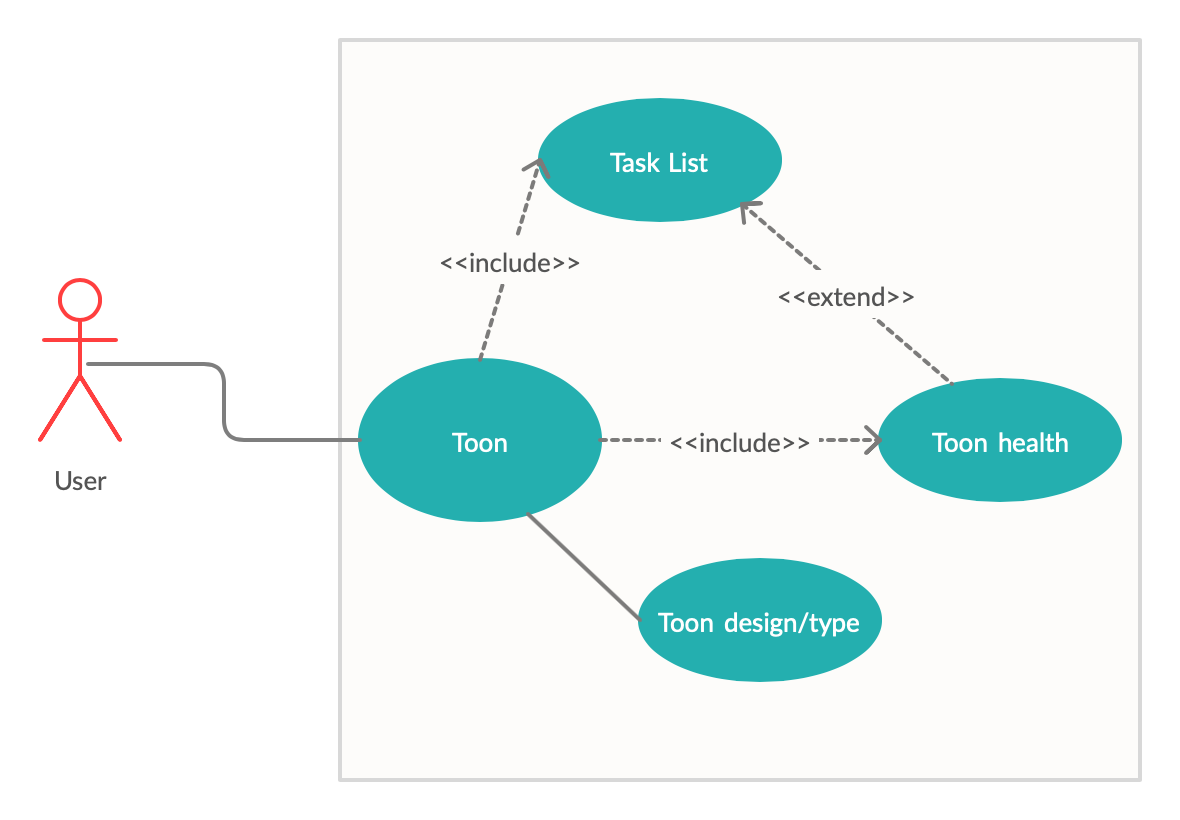 Task List
<<include>>
<<extend>>
Toon
<<include>>
Toon health
User
Toon design/type